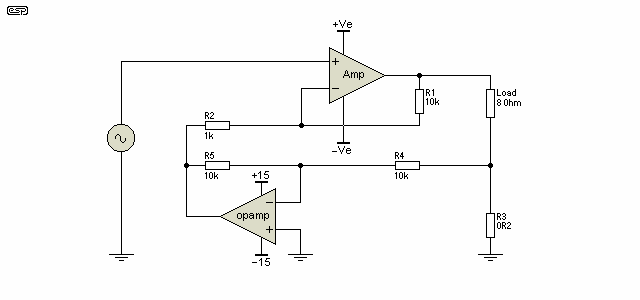 esp
+Ve
+
Amp
−
R1
10k
Load
8 Ohm
R2
1k
−Ve
R5
10k
R4
10k
+15
−
opamp
+
−15
R3
0R2